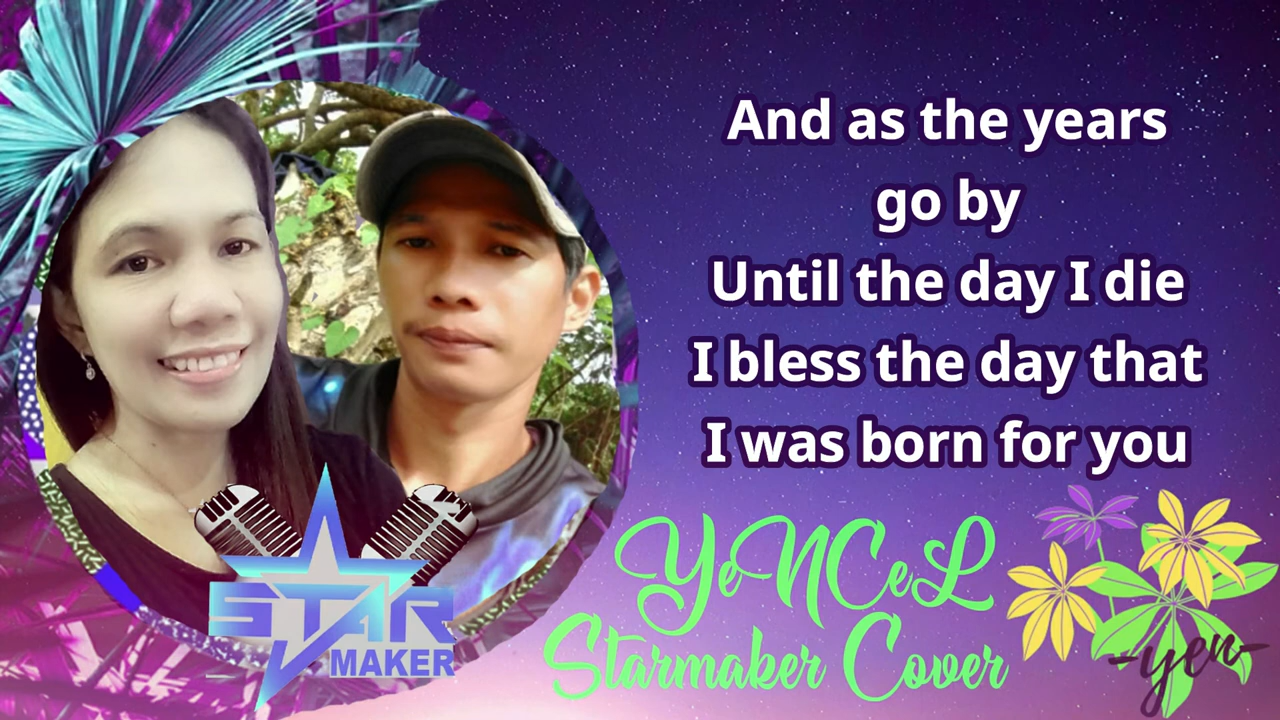 And as the years
go by
Until the day I die
I bless the day that
I was born for you
YeNCeL
Starmaker Cover
-yen-
STAR
MAKER